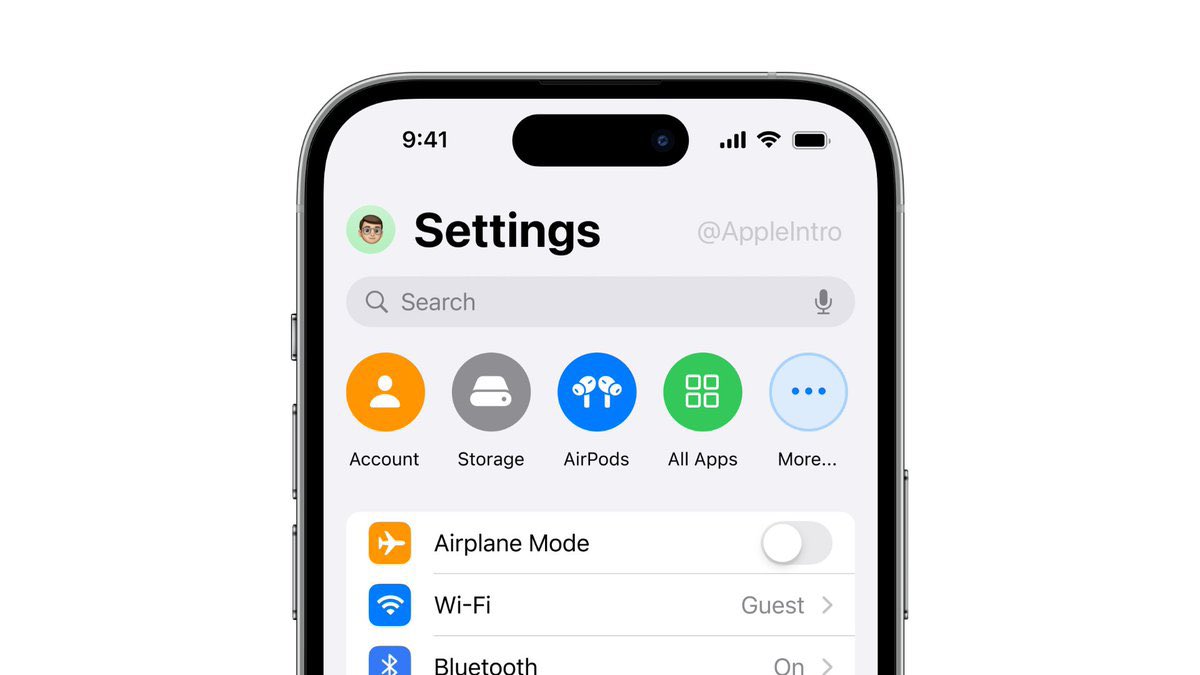 9:41
Settings
@AppleIntro
Search
Account Storage AirPods All Apps More...
Airplane Mode
Wi-Fi Guest
Bluetooth On